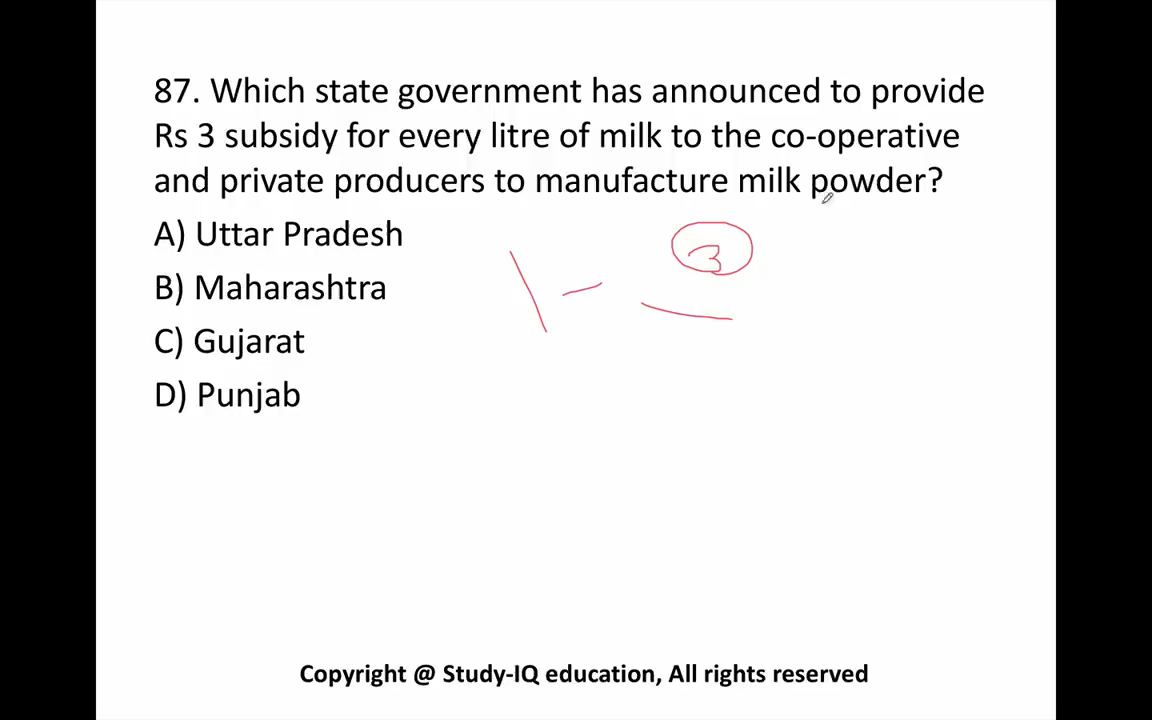 87. Which state government has announced to provide
Rs 3 subsidy for every litre of milk to the co-operative
and private producers to manufacture milk powder?
A) Uttar Pradesh
3
B) Maharashtra
C) Gujarat
D) Punjab
Copyright @ Study-IQ education, All rights reserved